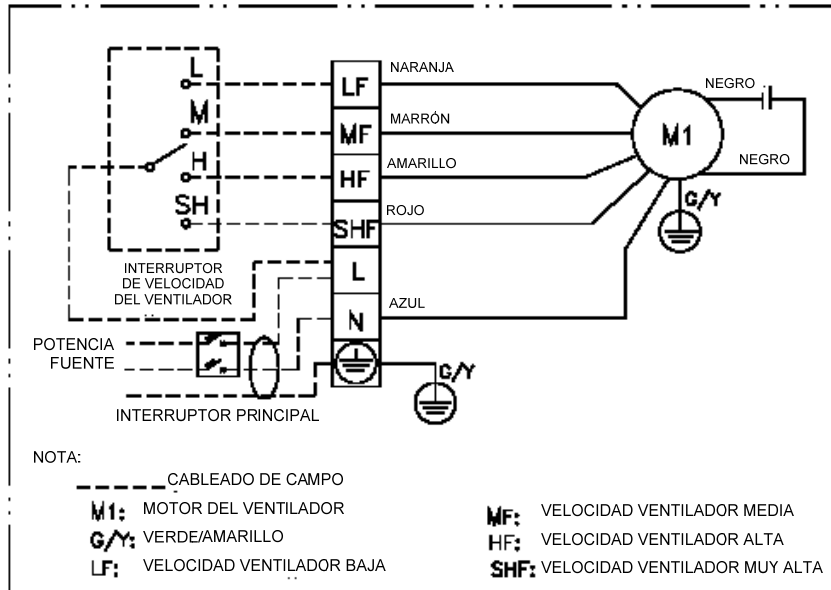 L
M
H
SH
INTERRUPTOR
DE VELOCIDAD
DEL VENTILADOR
LF
MF
HF
SHF
L
N
NARANJA
MARRÓN
AMARILLO
ROJO
AZUL
M1
NEGRO
NEGRO
G/Y
POTENCIA
FUENTE
INTERRUPTOR PRINCIPAL
G/Y
NOTA:
CABLEADO DE CAMPO
M1: MOTOR DEL VENTILADOR
G/Y: VERDE/AMARILLO
LF: VELOCIDAD VENTILADOR BAJA
MF: VELOCIDAD VENTILADOR MEDIA
HF: VELOCIDAD VENTILADOR ALTA
SHF: VELOCIDAD VENTILADOR MUY ALTA